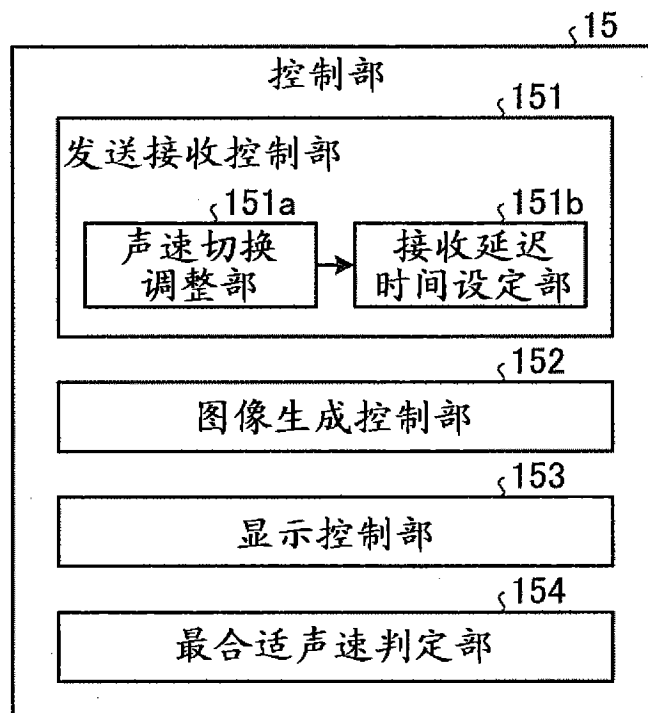 15
控制部
151
发送接收控制部
151a
151b
声速切换
调整部
接收延迟
时间设定部
152
图像生成控制部
153
显示控制部
154
最合适声速判定部